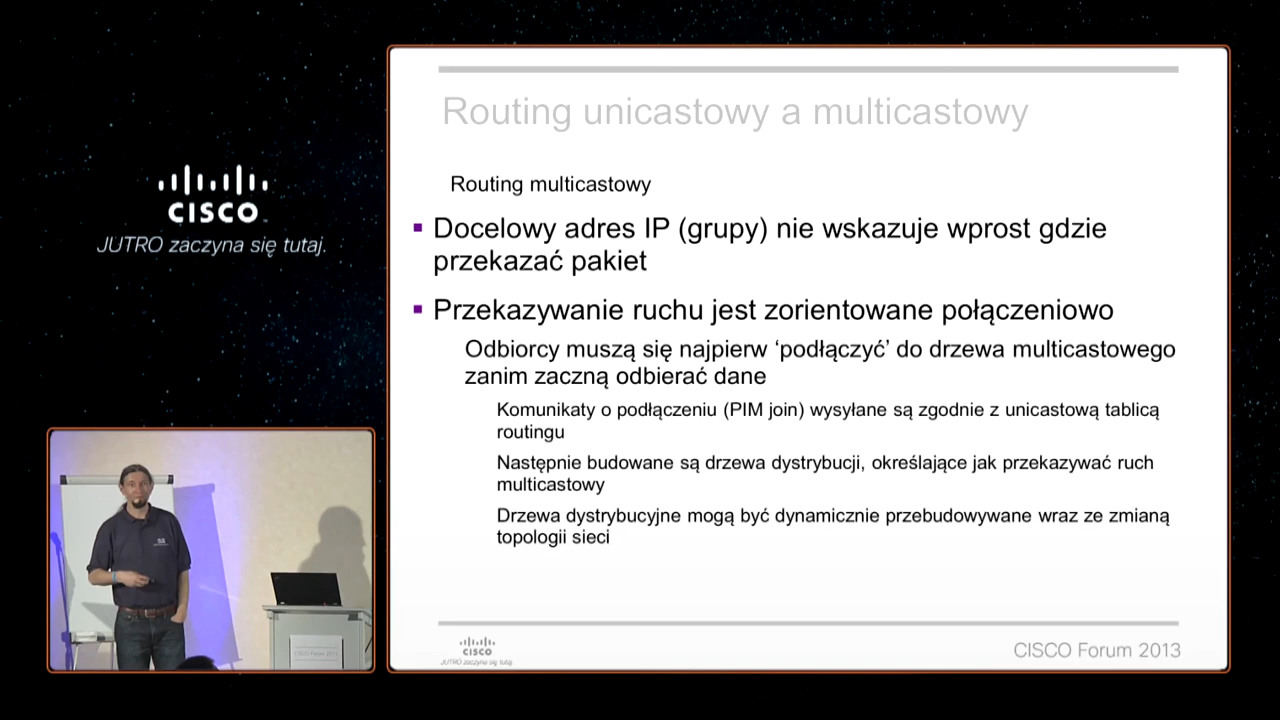 CISCO
JUTRO zaczyna się tutaj.
Routing unicastowy a multicastowy
Routing multicastowy
Docelowy adres IP (grupy) nie wskazuje wprost gdzie
przekazać pakiet
Przekazywanie ruchu jest zorientowane połączeniowo
Odbiorcy muszą się najpierw ‘podłączyć’ do drzewa multicastowego
zanim zaczną odbierać dane
Komunikaty o podłączeniu (PIM join) wysyłane są zgodnie z unicastową tablicą
routingu
Następnie budowane są drzewa dystrybucji, określające jak przekazywać ruch
multicastowy
Drzewa dystrybucyjne mogą być dynamicznie przebudowywane wraz ze zmianą
topologii sieci
CISCO
JUTRO zaczyna się tutaj.
CISCO Forum 2013
CISCO Forum 2013